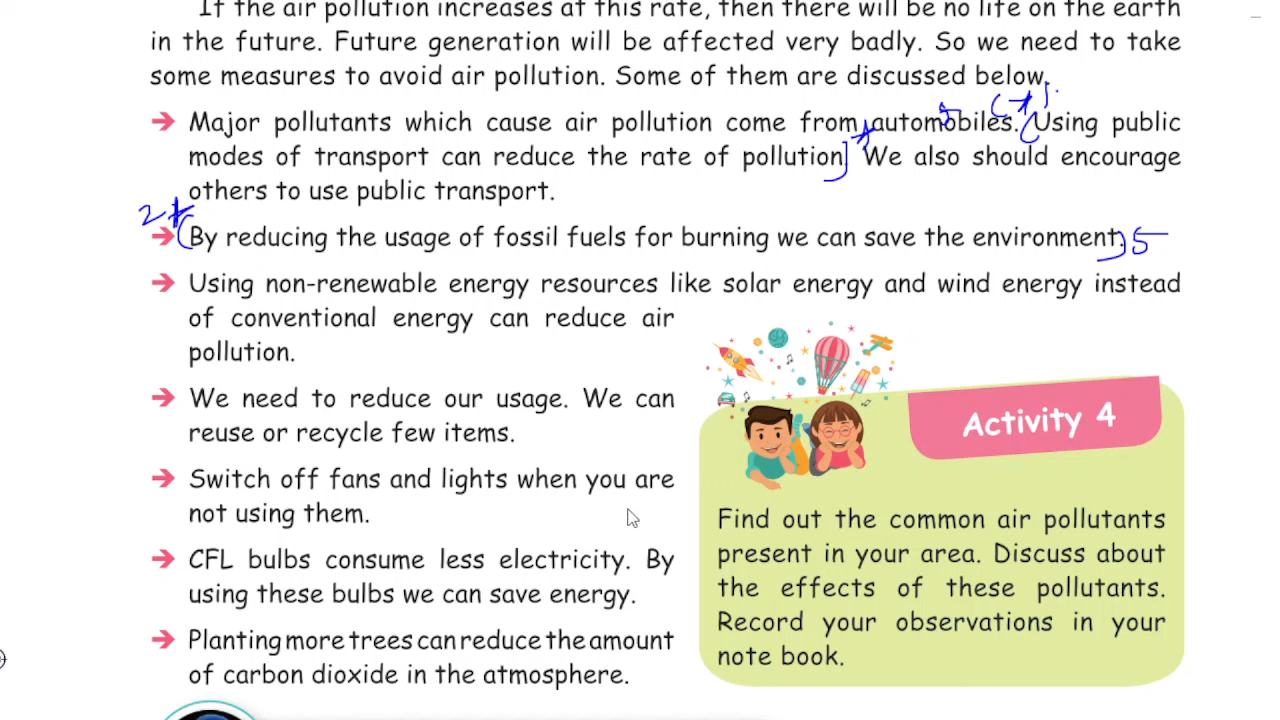 If the air pollution increases at this rate, then there will be no life on the earth
in the future. Future generation will be affected very badly. So we need to take
some measures to avoid air pollution. Some of them are discussed below.
➔ Major pollutants which cause air pollution come from automobiles. Using public
modes of transport can reduce the rate of pollution. We also should encourage
others to use public transport.
2
➔ By reducing the usage of fossil fuels for burning we can save the environment. 5
➔ Using non-renewable energy resources like solar energy and wind energy instead
of conventional energy can reduce air
pollution.
➔ We need to reduce our usage. We can
reuse or recycle few items.
➔ Switch off fans and lights when you are
not using them.
➔ CFL bulbs consume less electricity. By
using these bulbs we can save energy.
➔ Planting more trees can reduce the amount
of carbon dioxide in the atmosphere.
Activity 4
Find out the common air pollutants
present in your area. Discuss about
the effects of these pollutants.
Record your observations in your
note book.